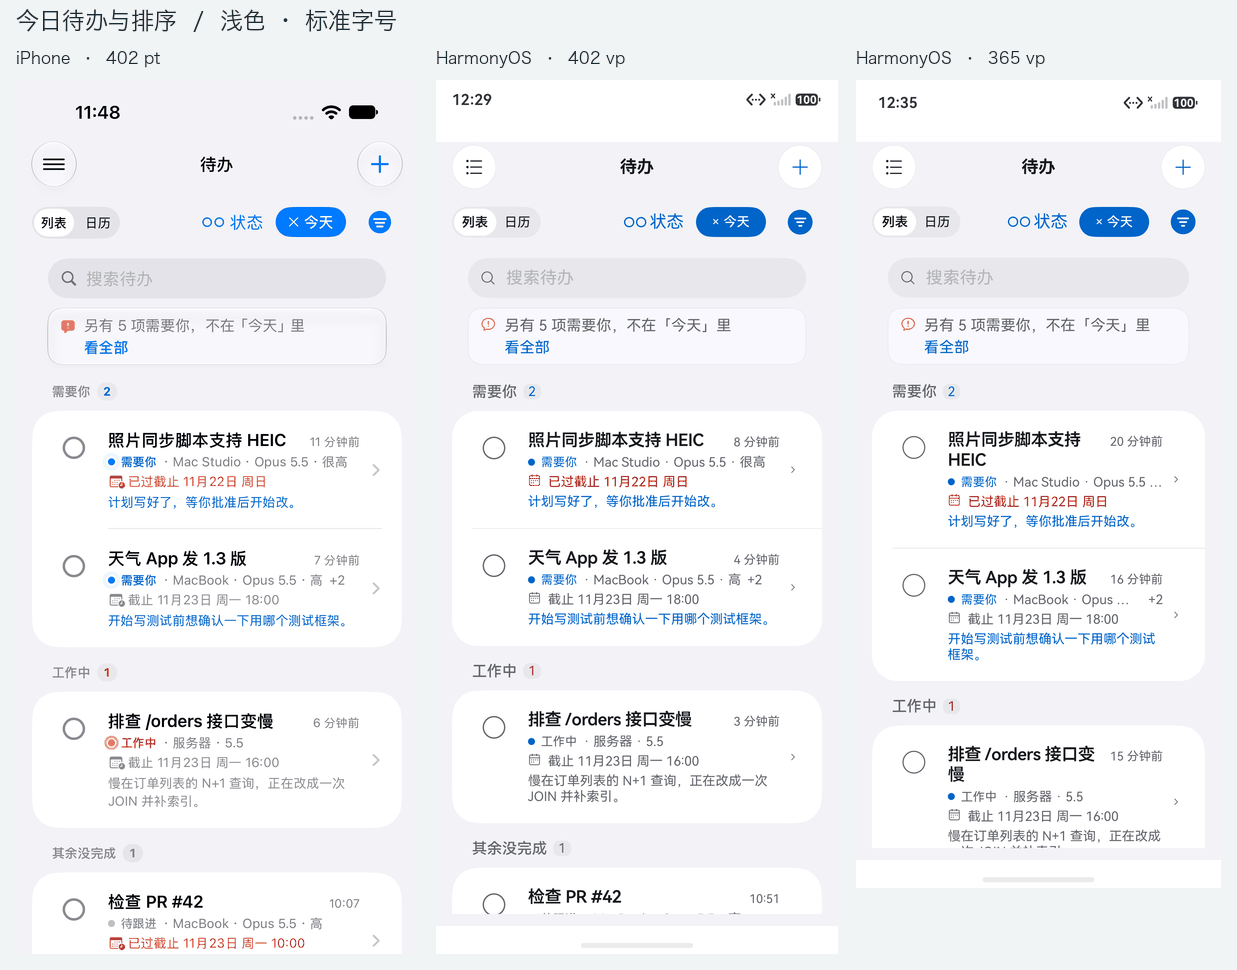 今日待办与排序 / 浅色 · 标准字号
iPhone · 402 pt
11:48
待办
列表 日历 状态 × 今天
搜索待办
另有 5 项需要你，不在「今天」里
看全部
需要你 2
照片同步脚本支持 HEIC 11 分钟前
需要你 · Mac Studio · Opus 5.5 · 很高
已过截止 11月22日 周日
计划写好了，等你批准后开始改。
天气 App 发 1.3 版 7 分钟前
需要你 · MacBook · Opus 5.5 · 高 +2
截止 11月23日 周一 18:00
开始写测试前想确认一下用哪个测试框架。
工作中 1
排查 /orders 接口变慢 6 分钟前
工作中 · 服务器 · 5.5
截止 11月23日 周一 16:00
慢在订单列表的 N+1 查询，正在改成一次
JOIN 并补索引。
其余没完成 1
检查 PR #42 10:07
待跟进 · MacBook · Opus 5.5 · 高
已过截止 11月23日 周一 10:00
HarmonyOS · 402 vp
12:29 100
待办
列表 日历 状态 × 今天
搜索待办
另有 5 项需要你，不在「今天」里
看全部
需要你 2
照片同步脚本支持 HEIC 8 分钟前
需要你 · Mac Studio · Opus 5.5 · 很高
已过截止 11月22日 周日
计划写好了，等你批准后开始改。
天气 App 发 1.3 版 4 分钟前
需要你 · MacBook · Opus 5.5 · 高 +2
截止 11月23日 周一 18:00
开始写测试前想确认一下用哪个测试框架。
工作中 1
排查 /orders 接口变慢 3 分钟前
工作中 · 服务器 · 5.5
截止 11月23日 周一 16:00
慢在订单列表的 N+1 查询，正在改成一次
JOIN 并补索引。
其余没完成 1
检查 PR #42 10:51
HarmonyOS · 365 vp
12:35 100
待办
列表 日历 状态 × 今天
搜索待办
另有 5 项需要你，不在「今天」里
看全部
需要你 2
照片同步脚本支持 20 分钟前
HEIC
需要你 · Mac Studio · Opus 5.5 ...
已过截止 11月22日 周日
计划写好了，等你批准后开始改。
天气 App 发 1.3 版 16 分钟前
需要你 · MacBook · Opus ... +2
截止 11月23日 周一 18:00
开始写测试前想确认一下用哪个测试
框架。
工作中 1
排查 /orders 接口变 15 分钟前
慢
工作中 · 服务器 · 5.5
截止 11月23日 周一 16:00
慢在订单列表的 N+1 查询，正在改成